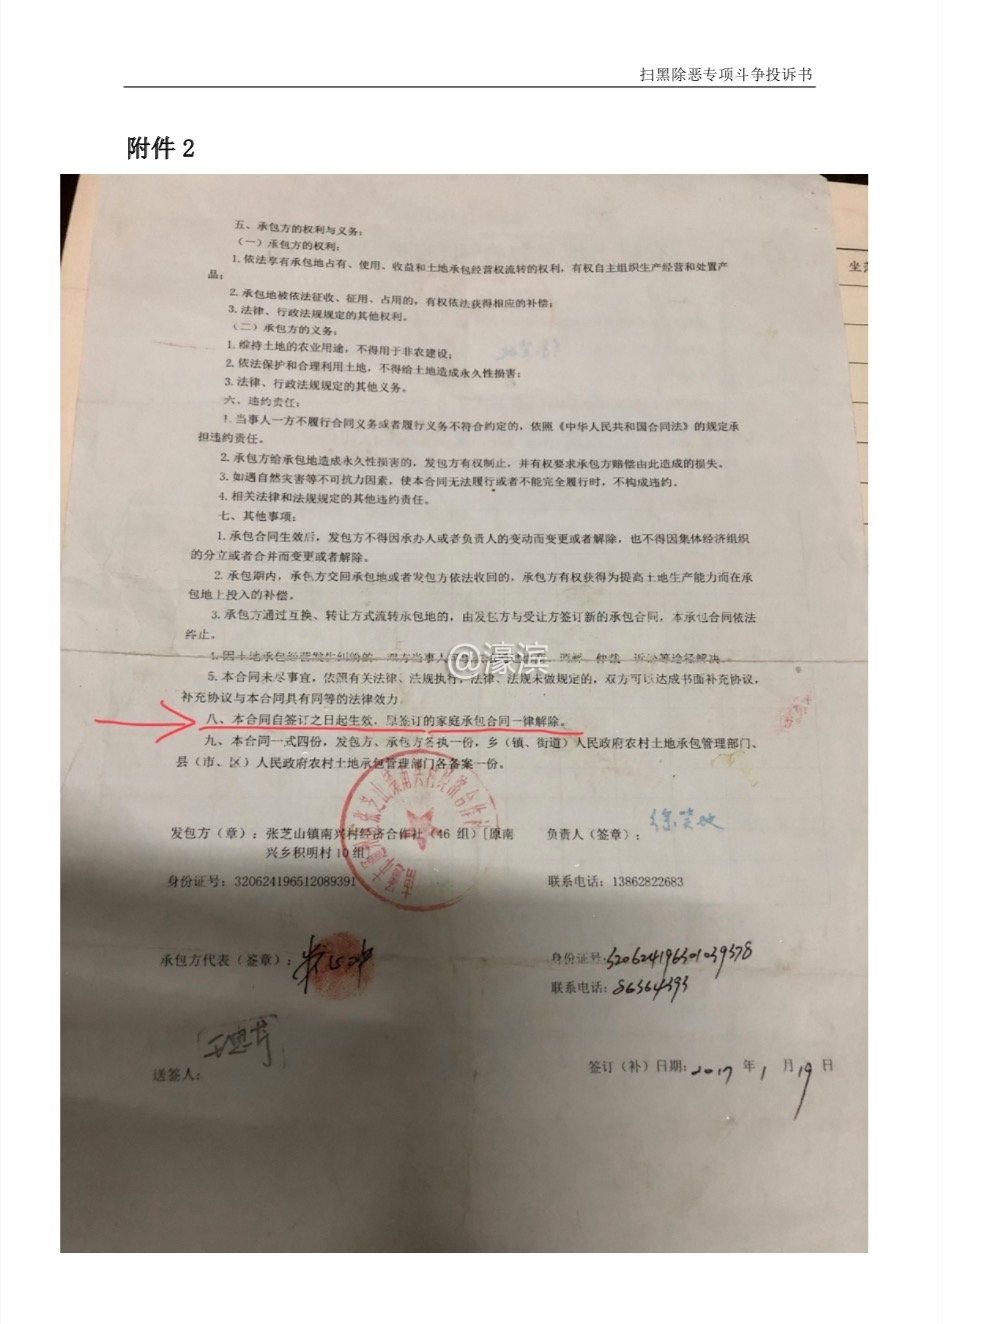 扫黑除恶专项斗争投诉书
附件 2
五、承包方的权利与义务：
（一）承包方的权利：
1.依法享有承包地占有、使用、收益和土地承包经营权流转的权利，有权自主组织生产经营和处置产
品；
2.承包地被依法征收、征用、占用的，有权依法获得相应的补偿；
3.法律、行政法规规定的其他权利。
（二）承包方的义务：
1.维持土地的农业用途，不得用于非农建设；
2.依法保护和合理利用土地，不得给土地造成永久性损害；
3.法律、行政法规规定的其他义务。
六、违约责任：
1.当事人一方不履行合同义务或者履行义务不符合约定的，依照《中华人民共和国合同法》的规定承
担违约责任。
2.承包方给承包地造成永久性损害的，发包方有权制止，并有权要求承包方赔偿由此造成的损失。
3.如遇自然灾害等不可抗力因素，使本合同无法履行或者不能完全履行时，不构成违约。
4.相关法律和法规规定的其他违约责任。
七、其他事项：
1.承包合同生效后，发包方不得因承办人或者负责人的变动而变更或者解除，也不得因集体经济组织
的分立或者合并而变更或者解除。
2.承包期内，承包方交回承包地或者发包方依法收回的，承包方有权获得为提高土地生产能力而在承
包地上投入的补偿。
3.承包方通过互换、转让方式流转承包地的，由发包方与受让方签订新的承包合同，本承包合同依法
终止。
4.因土地承包经营发生纠纷的，双方当事人 调解、仲裁、诉讼等途径解决。
@濠滨
5.本合同未尽事宜，依照有关法律、法规执行，法律、法规未做规定的，双方可以达成书面补充协议，
补充协议与本合同具有同等的法律效力。
八、本合同自签订之日起生效，原签订的家庭承包合同一律解除。
九、本合同一式四份，发包方、承包方各执一份，乡（镇、街道）人民政府农村土地承包管理部门、
县（市、区）人民政府农村土地承包管理部门各备案一份。
发包方（章）：张芝山镇南兴村经济合作社（46 组）[原南
兴乡积明村 10 组]
负责人（签章）：
身份证号：320624196512089391
联系电话：13862822683
承包方代表（签章）：
身份证号：320624196301039378
联系电话：86364393
送签人：
签订（补）日期：2017 年 1 月 19 日